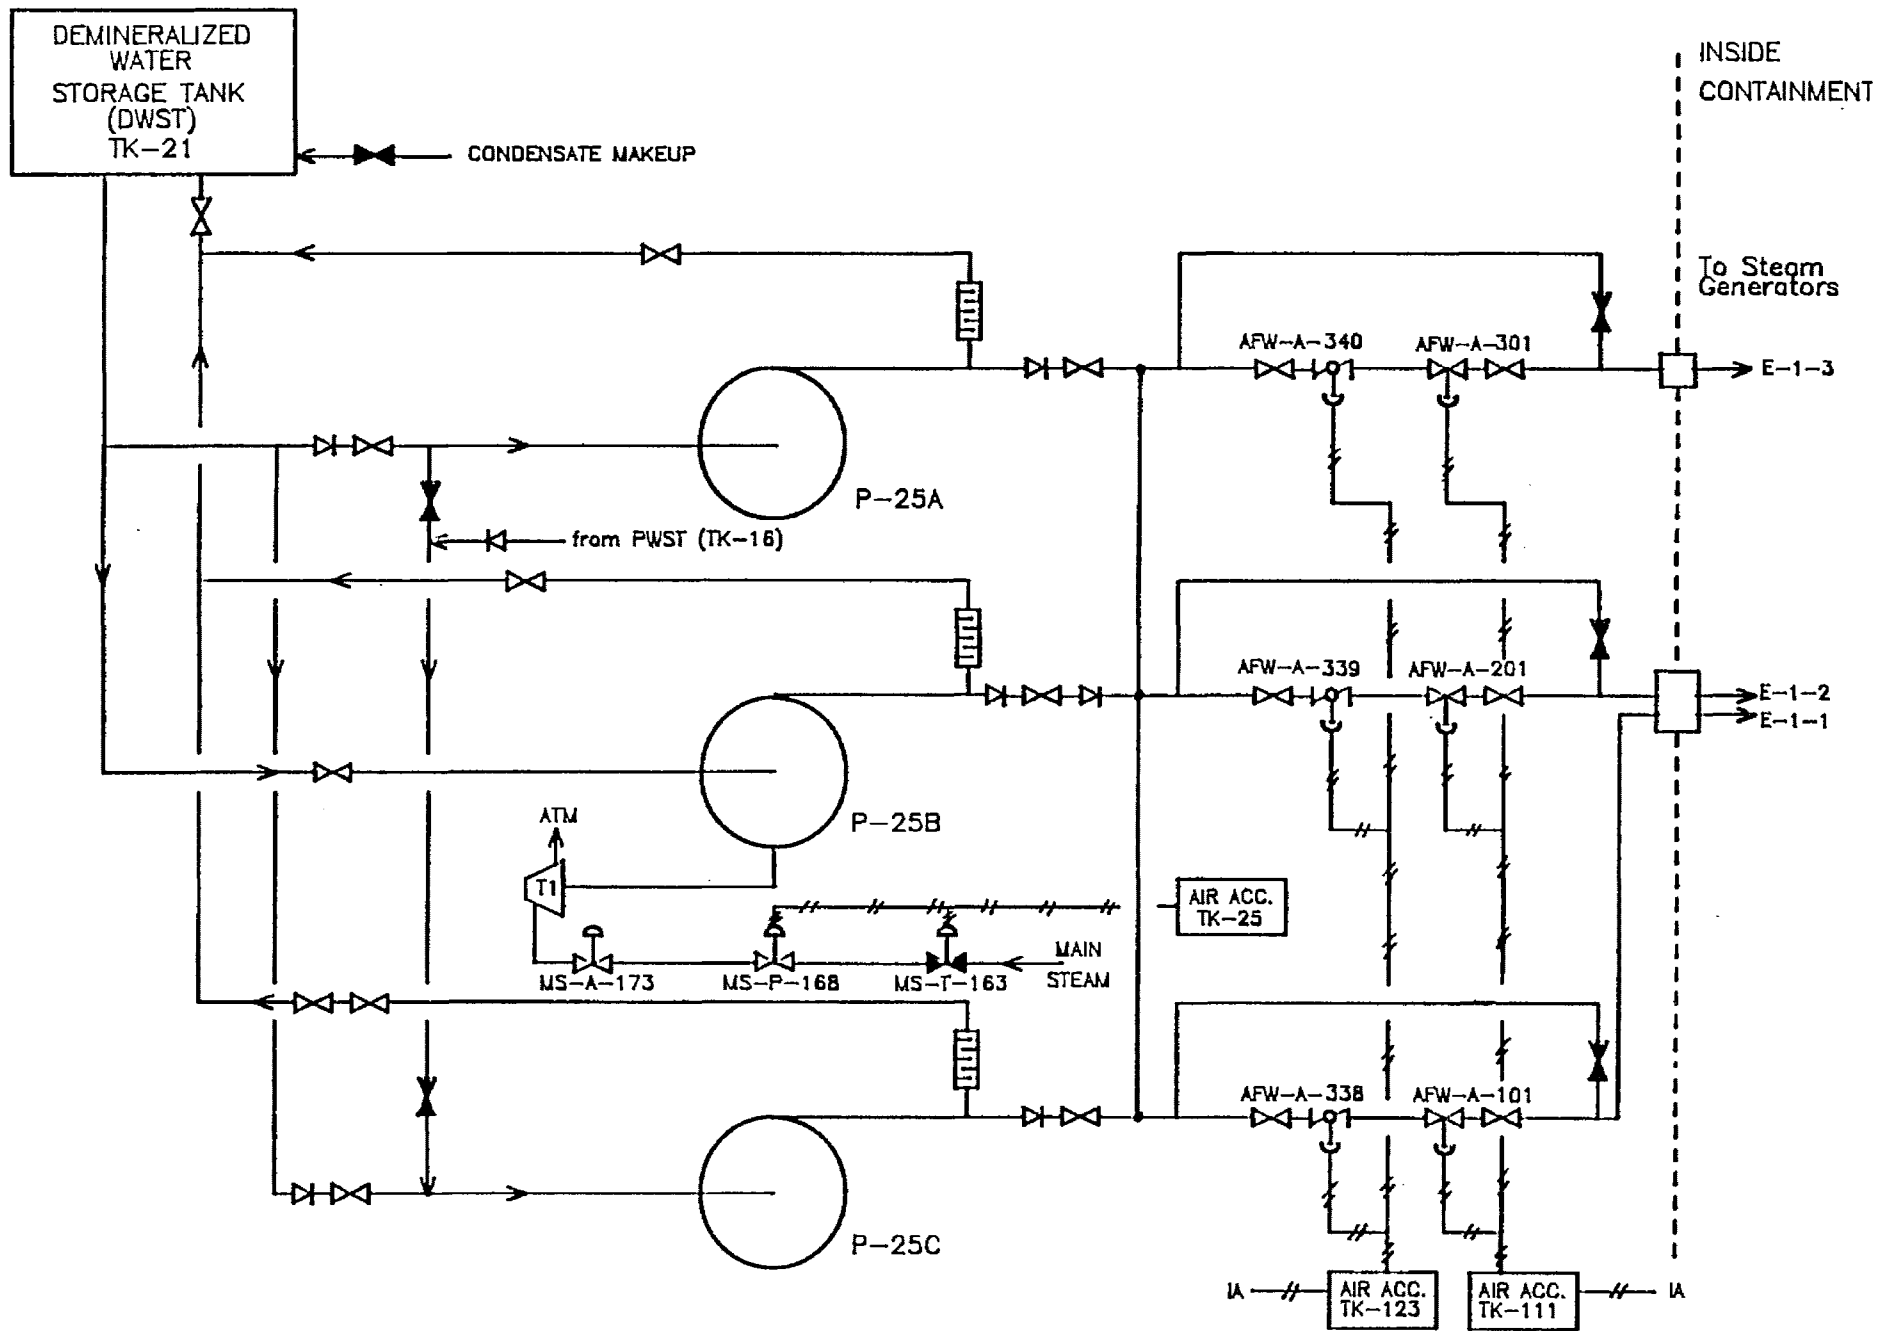 DEMINERALIZED
WATER
STORAGE TANK
(DWST)
TK-21
CONDENSATE MAKEUP
INSIDE
CONTAINMENT
To Steam
Generators
AFW-A-340
AFW-A-301
E-1-3
P-25A
from PWST (TK-16)
AFW-A-339
AFW-A-201
E-1-2
E-1-1
P-25B
ATM
T1
AIR ACC.
TK-25
MAIN
STEAM
MS-A-173
MS-P-168
MS-T-163
AFW-A-338
AFW-A-101
P-25C
IA
AIR ACC.
TK-123
AIR ACC.
TK-111
IA